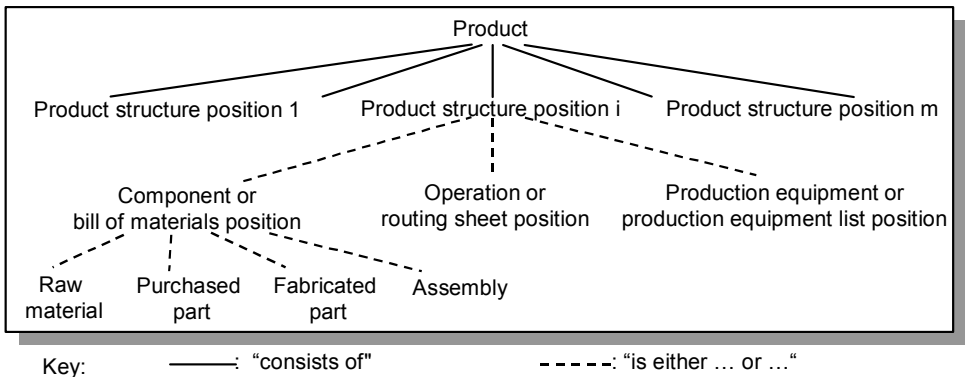 Product
Product structure position 1 Product structure position i Product structure position m
Component or
bill of materials position
Operation or
routing sheet position
Production equipment or
production equipment list position
Raw
material
Purchased
part
Fabricated
part
Assembly
Key: : “consists of" : “is either … or …“